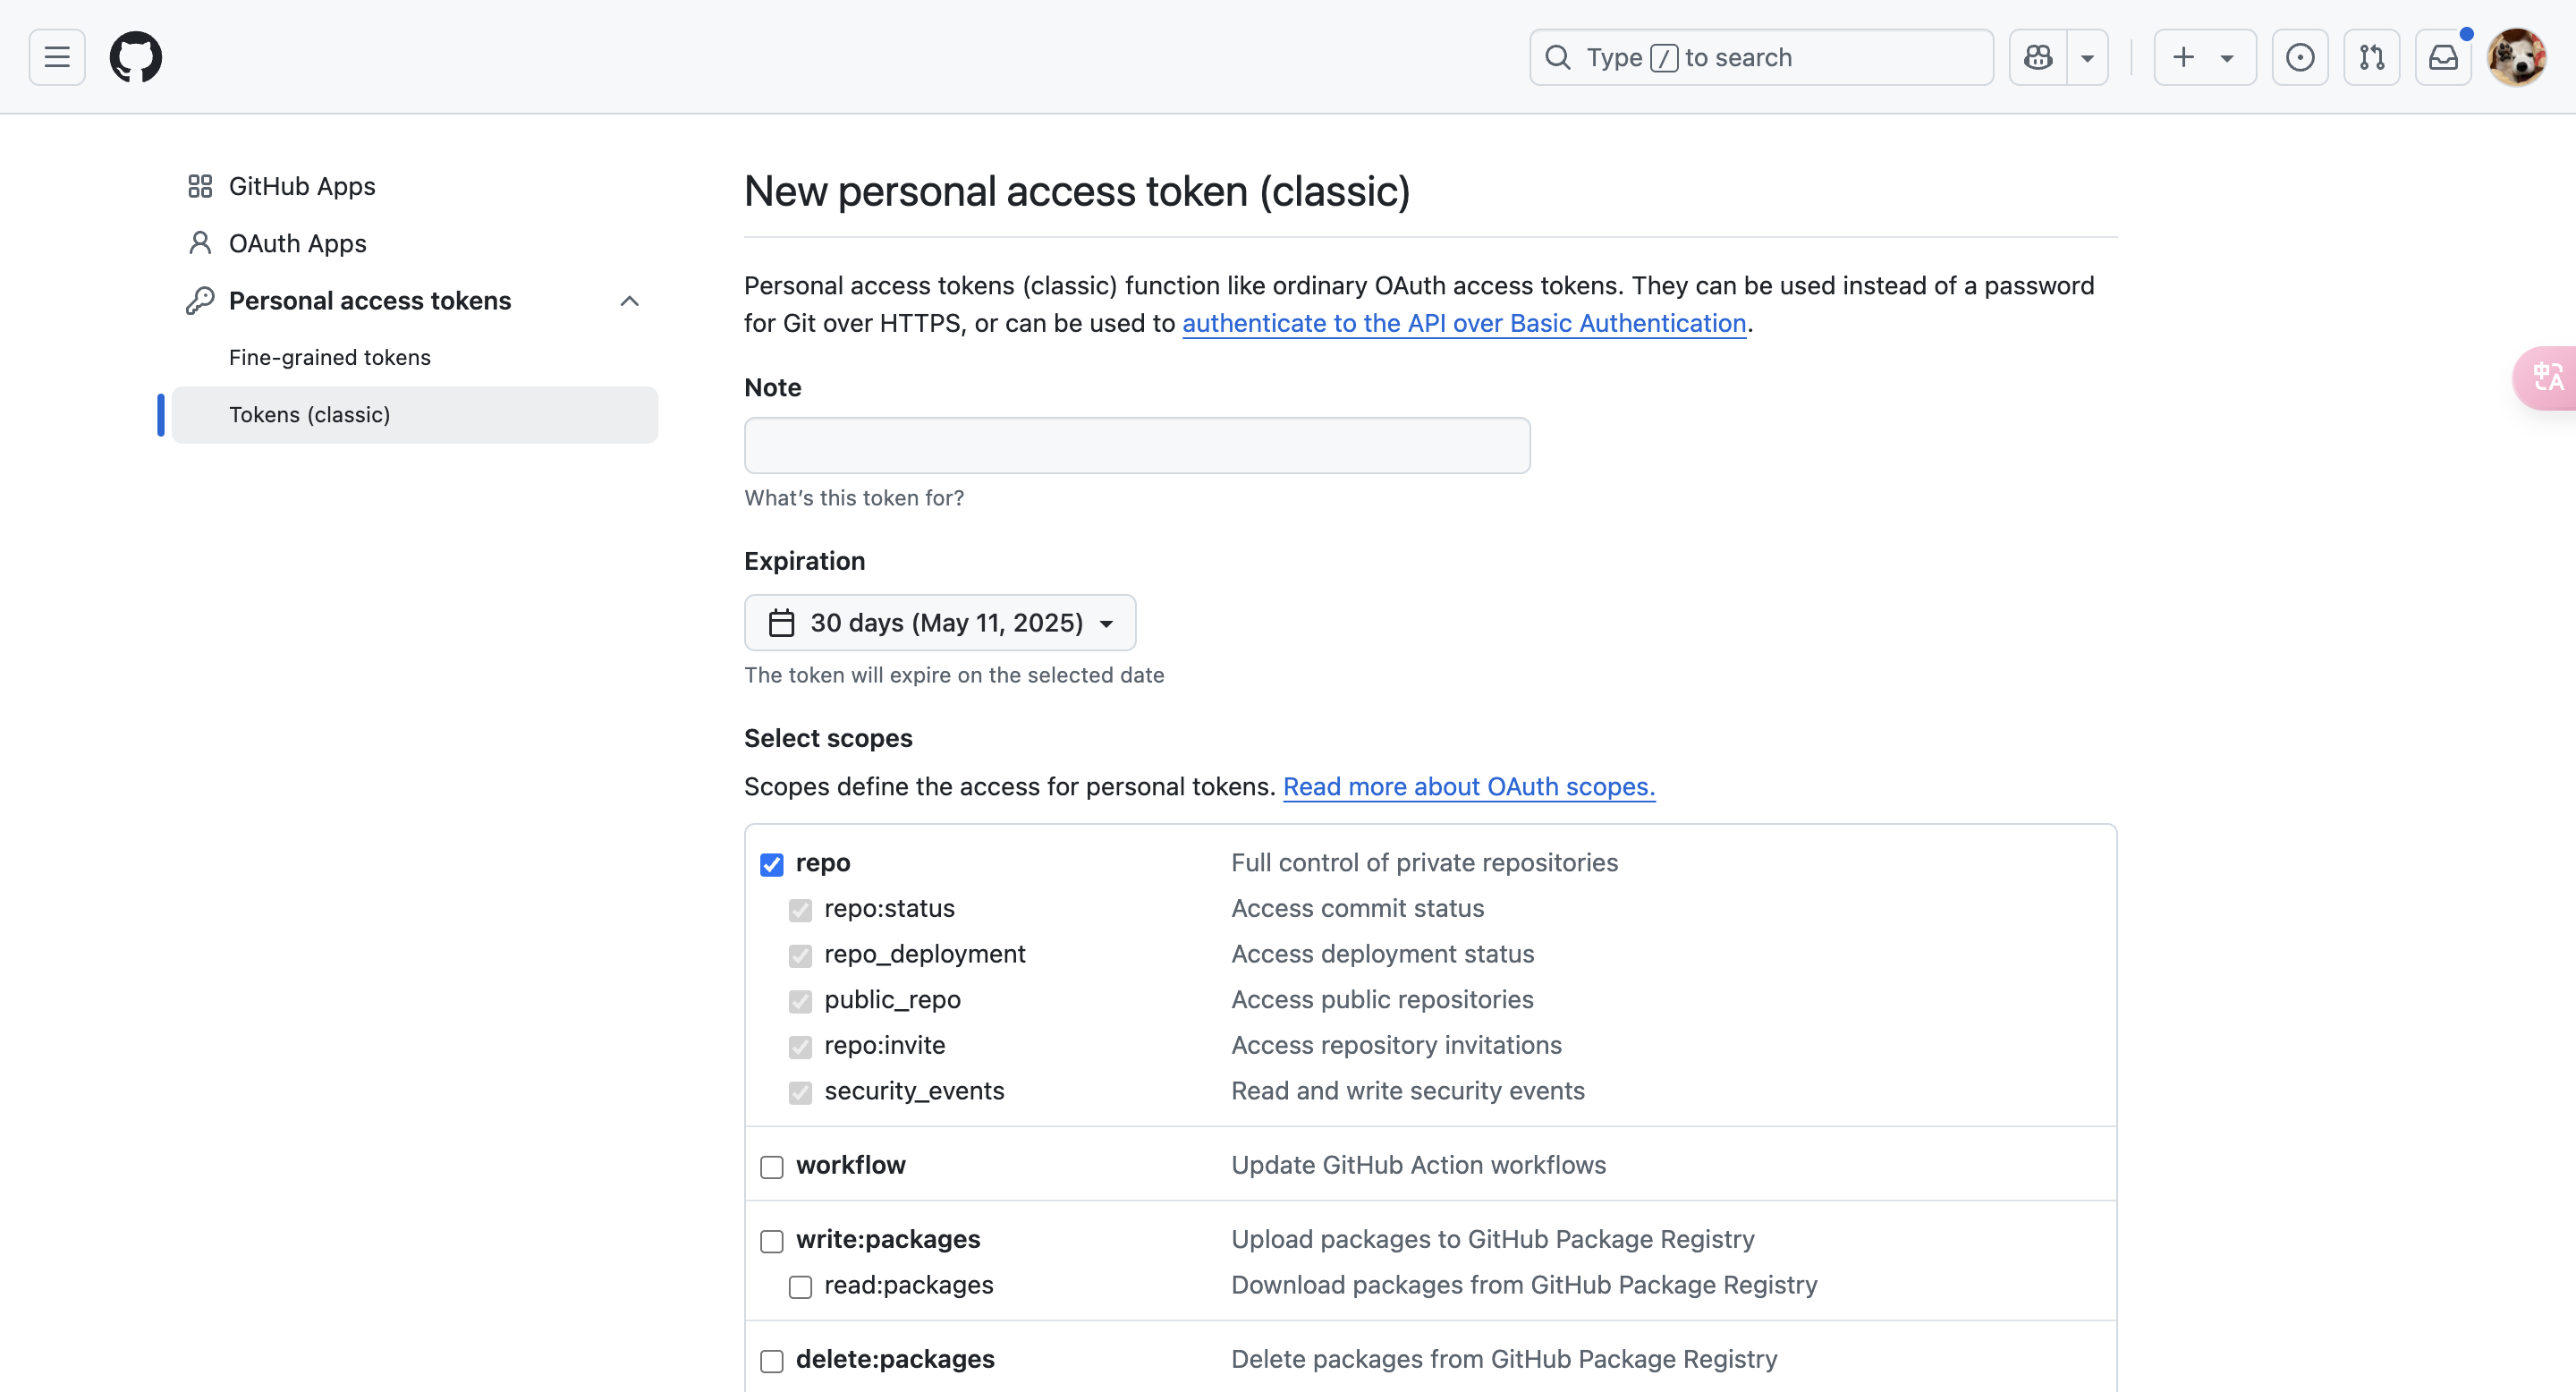 Type / to search
GitHub Apps
OAuth Apps
Personal access tokens
Fine-grained tokens
Tokens (classic)
New personal access token (classic)
Personal access tokens (classic) function like ordinary OAuth access tokens. They can be used instead of a password
for Git over HTTPS, or can be used to authenticate to the API over Basic Authentication.
Note
What's this token for?
Expiration
30 days (May 11, 2025)
The token will expire on the selected date
Select scopes
Scopes define the access for personal tokens. Read more about OAuth scopes.
repo Full control of private repositories
repo:status Access commit status
repo_deployment Access deployment status
public_repo Access public repositories
repo:invite Access repository invitations
security_events Read and write security events
workflow Update GitHub Action workflows
write:packages Upload packages to GitHub Package Registry
read:packages Download packages from GitHub Package Registry
delete:packages Delete packages from GitHub Package Registry
中A